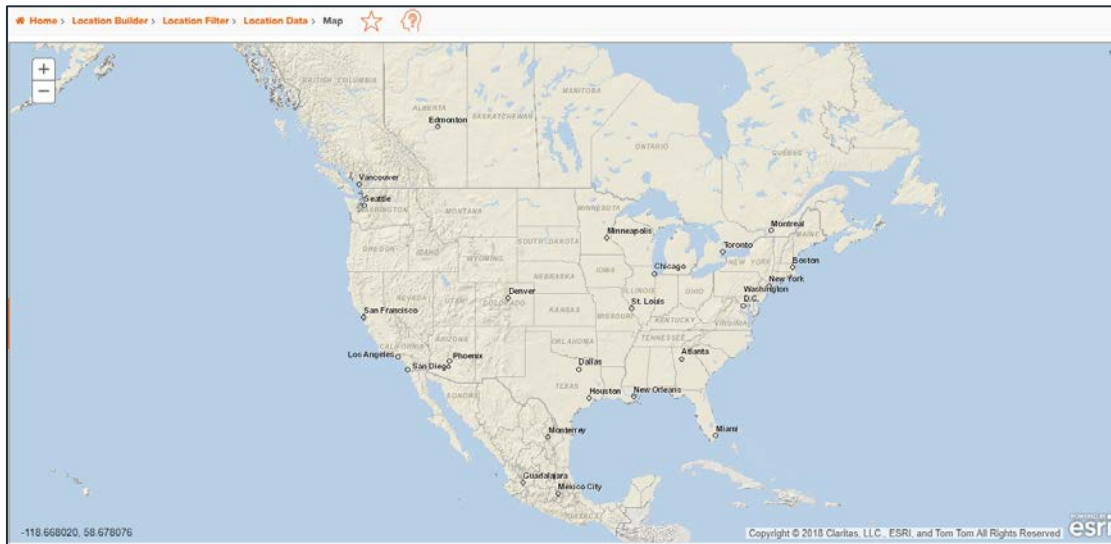 Home > Location Builder > Location Filter > Location Data > Map
+
−
BRITISH COLUMBIA
ALBERTA
SASKATCHEWAN
MANITOBA
ONTARIO
QUÉBEC
Edmonton
Vancouver
Seattle
WASHINGTON
MONTANA
MINNESOTA
Minneapolis
Montreal
MAINE
Toronto
OREGON
IDAHO
WYOMING
SOUTH DAKOTA
NEW YORK
Boston
Chicago
IOWA
NEBRASKA
New York
Washington
D.C.
NEVADA
UTAH
Denver
COLORADO
KANSAS
ILLINOIS
OHIO
St. Louis
MISSOURI
KENTUCKY
VIRGINIA
San Francisco
CALIFORNIA
ARIZONA
OKLAHOMA
TENNESSEE
Los Angeles
Phoenix
San Diego
Dallas
Atlanta
TEXAS
Houston
New Orleans
SONORA
Monterrey
Miami
Guadalajara
Mexico City
OAXACA
-118.668020, 58.678076
Copyright © 2018 Claritas, LLC., ESRI, and Tom Tom All Rights Reserved
POWERED BY
esri